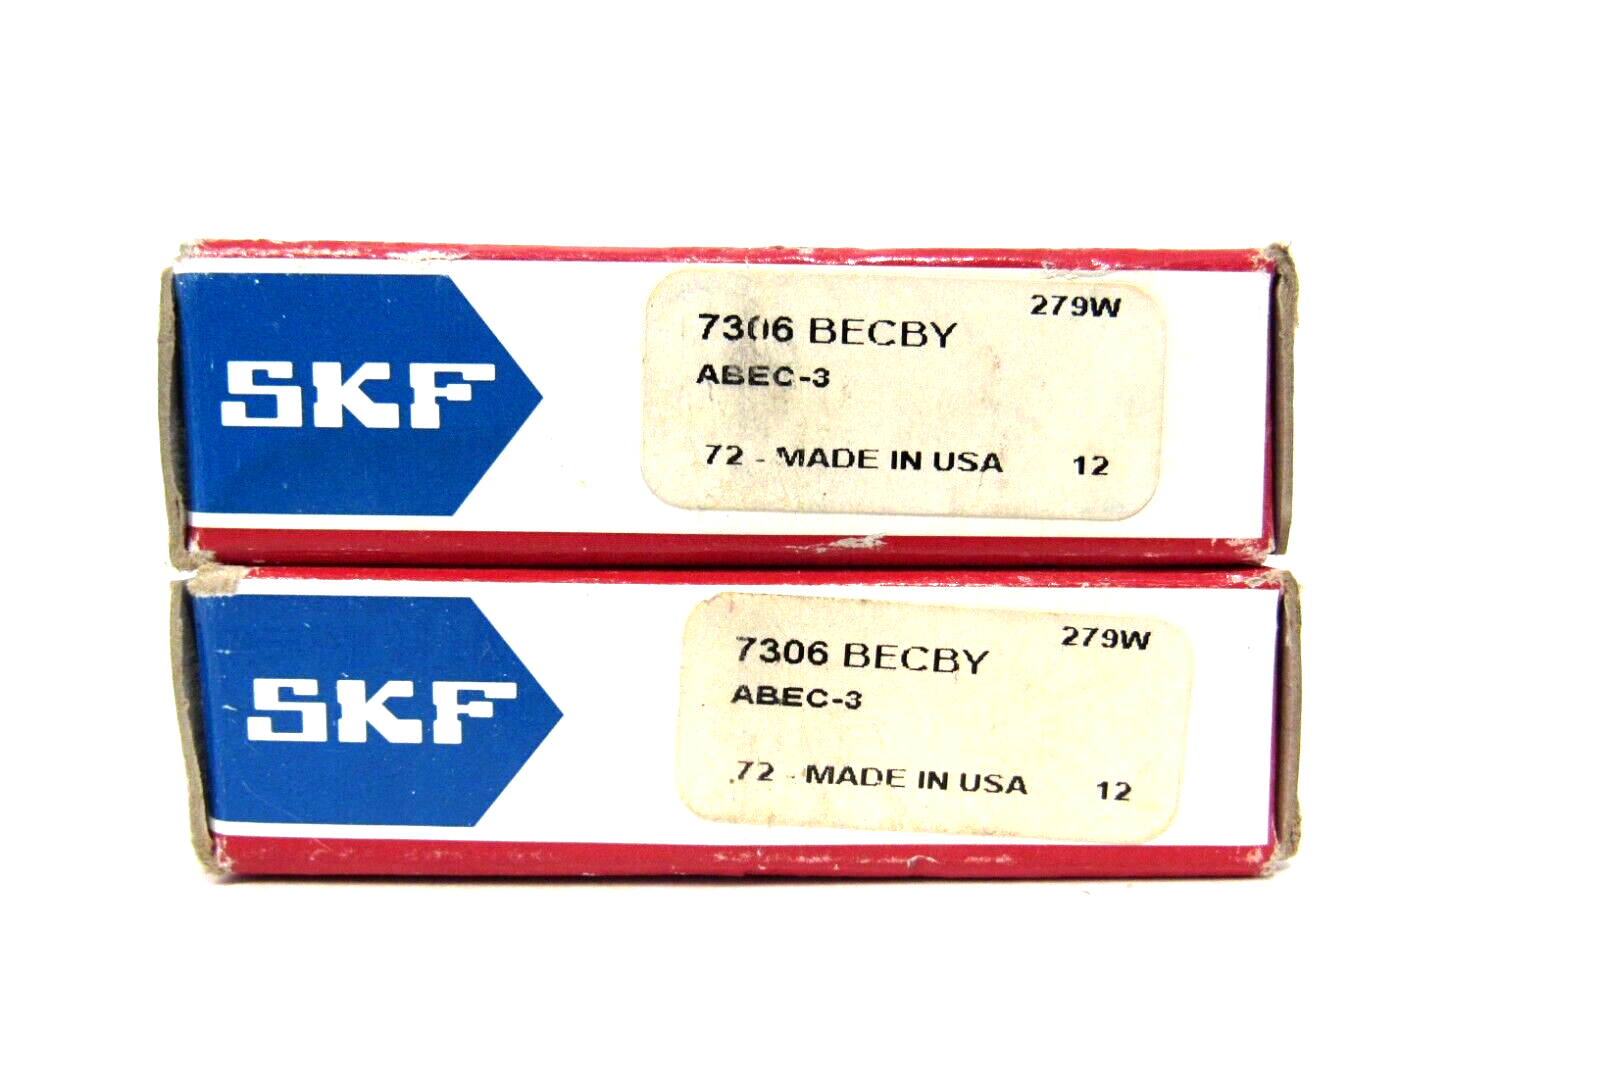 SKF
279W
7306 BECBY
ABEC-3
72 - MADE IN USA 12
SKF
279W
7306 BECBY
ABEC-3
72 - MADE IN USA 12